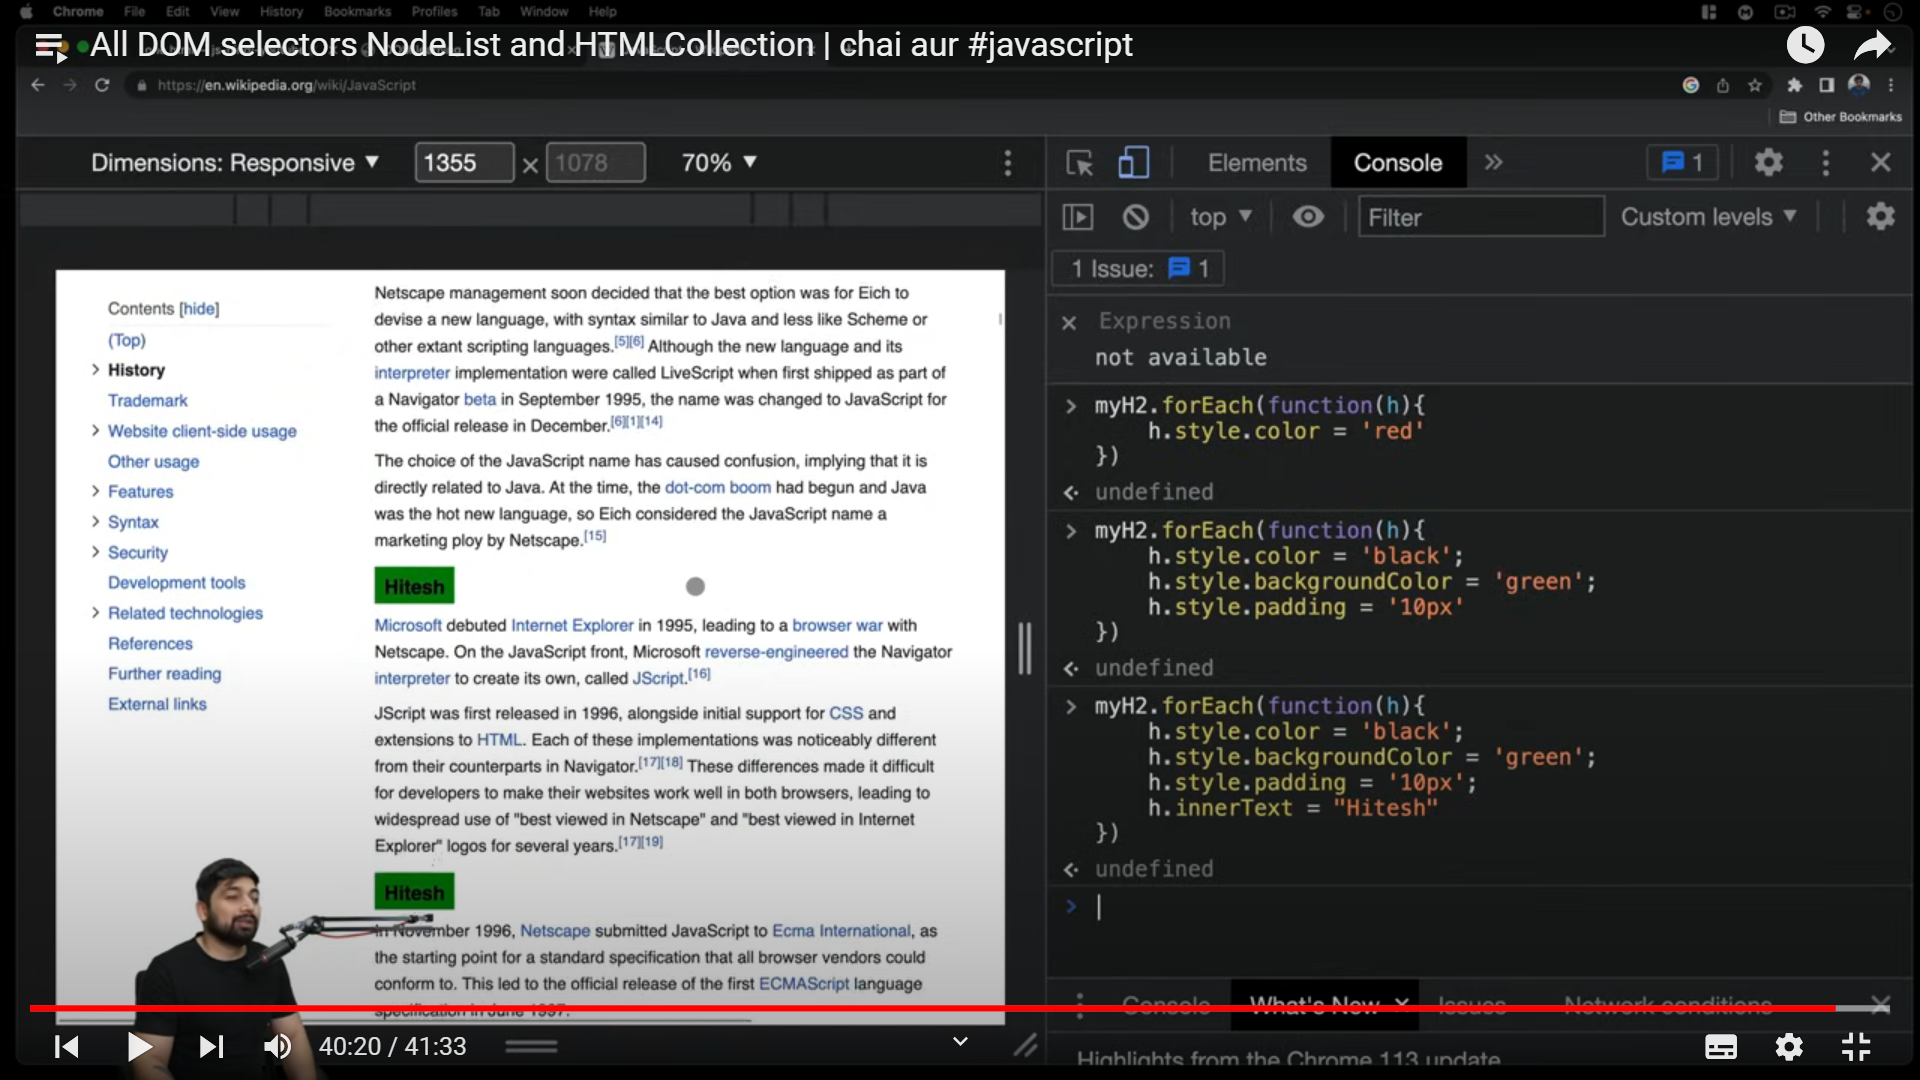 Chrome File Edit View History Bookmarks Profiles Tab Window Help
All DOM selectors NodeList and HTMLCollection | chai aur #javascript
https://en.wikipedia.org/wiki/JavaScript
Other Bookmarks
Dimensions: Responsive ▼ 1355 × 1078 70% ▼
Elements Console » 1
top ▼ Filter Custom levels ▼
1 Issue: 1
Contents [hide]
(Top)
History
Trademark
Website client-side usage
Other usage
Features
Syntax
Security
Development tools
Related technologies
References
Further reading
External links
Netscape management soon decided that the best option was for Eich to
devise a new language, with syntax similar to Java and less like Scheme or
other extant scripting languages.[5][6] Although the new language and its
interpreter implementation were called LiveScript when first shipped as part of
a Navigator beta in September 1995, the name was changed to JavaScript for
the official release in December.[6][1][14]
The choice of the JavaScript name has caused confusion, implying that it is
directly related to Java. At the time, the dot-com boom had begun and Java
was the hot new language, so Eich considered the JavaScript name a
marketing ploy by Netscape.[15]
Hitesh
Microsoft debuted Internet Explorer in 1995, leading to a browser war with
Netscape. On the JavaScript front, Microsoft reverse-engineered the Navigator
interpreter to create its own, called JScript.[16]
JScript was first released in 1996, alongside initial support for CSS and
extensions to HTML. Each of these implementations was noticeably different
from their counterparts in Navigator.[17][18] These differences made it difficult
for developers to make their websites work well in both browsers, leading to
widespread use of "best viewed in Netscape" and "best viewed in Internet
Explorer" logos for several years.[17][19]
Hitesh
In November 1996, Netscape submitted JavaScript to Ecma International, as
the starting point for a standard specification that all browser vendors could
conform to. This led to the official release of the first ECMAScript language
specification in June 1997.
Expression
not available
> myH2.forEach(function(h){
h.style.color = 'red'
})
undefined
> myH2.forEach(function(h){
h.style.color = 'black';
h.style.backgroundColor = 'green';
h.style.padding = '10px'
})
undefined
> myH2.forEach(function(h){
h.style.color = 'black';
h.style.backgroundColor = 'green';
h.style.padding = '10px';
h.innerText = "Hitesh"
})
undefined
>
Console What's New × Issues Network conditions
Highlights from the Chrome 113 update
40:20 / 41:33